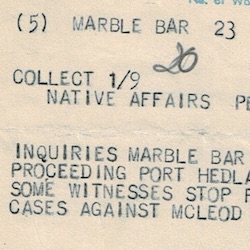 (5) MARBLE BAR 23
20
COLLECT 1/9
NATIVE AFFAIRS
INQUIRIES MARBLE BAR
PROCEEDING PORT
SOME WITNESSES STOP
CASES AGAINST MCLEOD